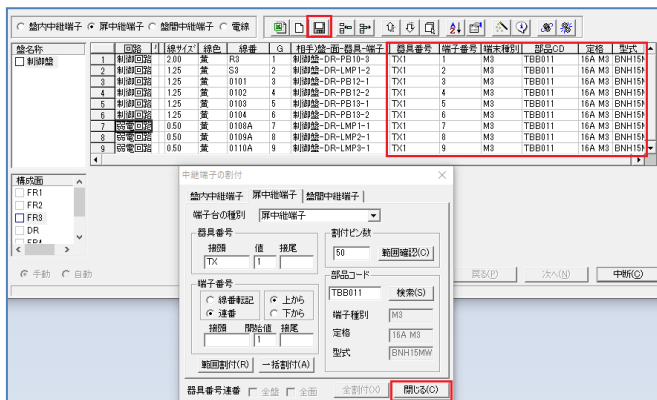 盤内中継端子 扉中継端子 盤間中継端子 電線
盤名称 回路 線サイズ 線色 線番 G 相手)盤-面-器具-端子 器具番号 端子番号 端末種別 部品CD 定格 型式
制御盤 1 制御回路 2.00 黄 R3 1 制御盤-DR-PB10-3 TX1 1 M3 TBB011 16A M3 BNH15M
2 制御回路 1.25 黄 S3 2 制御盤-DR-LMP1-2 TX1 2 M3 TBB011 16A M3 BNH15M
3 制御回路 1.25 黄 0101 3 制御盤-DR-PB12-1 TX1 3 M3 TBB011 16A M3 BNH15M
4 制御回路 1.25 黄 0102 4 制御盤-DR-PB12-2 TX1 4 M3 TBB011 16A M3 BNH15M
5 制御回路 1.25 黄 0103 5 制御盤-DR-PB13-1 TX1 5 M3 TBB011 16A M3 BNH15M
6 制御回路 1.25 黄 0104 6 制御盤-DR-PB13-2 TX1 6 M3 TBB011 16A M3 BNH15M
7 弱電回路 0.50 黄 0108A 7 制御盤-DR-LMP1-1 TX1 7 M3 TBB011 16A M3 BNH15M
8 弱電回路 0.50 黄 0109A 8 制御盤-DR-LMP2-1 TX1 8 M3 TBB011 16A M3 BNH15M
9 弱電回路 0.50 黄 0110A 9 制御盤-DR-LMP3-1 TX1 9 M3 TBB011 16A M3 BNH15M
構成面
FR1
FR2
FR3
DR
FR4
手動 自動
戻る(P) 次へ(N) 中断(C)
中継端子の割付
盤内中継端子 扉中継端子 盤間中継端子
端子台の種別 扉中継端子
器具番号
接頭 値 接尾
TX 1
割付ピン数
50 範囲確認(C)
端子番号
線番転記 上から
連番 下から
接頭 開始値 接尾
1
範囲割付(R) 一括割付(A)
部品コード
TBB011 検索(S)
端子種別 M3
定格 16A M3
型式 BNH15MW
器具番号連番 全盤 全面 全割付(X) 閉じる(C)